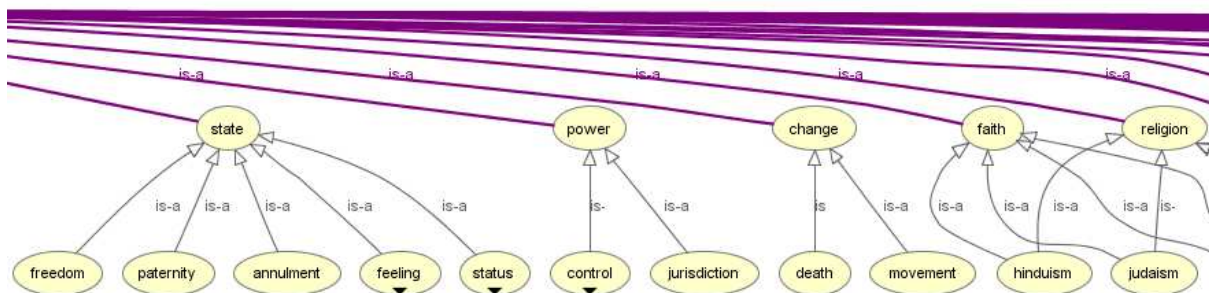 is-a is-a is-a is-a is-a
state power change faith religion
is-a is-a is-a is-a is-a is- is-a is is-a is-a is-a is-a is-a is-
freedom paternity annulment feeling status control jurisdiction death movement hinduism judaism